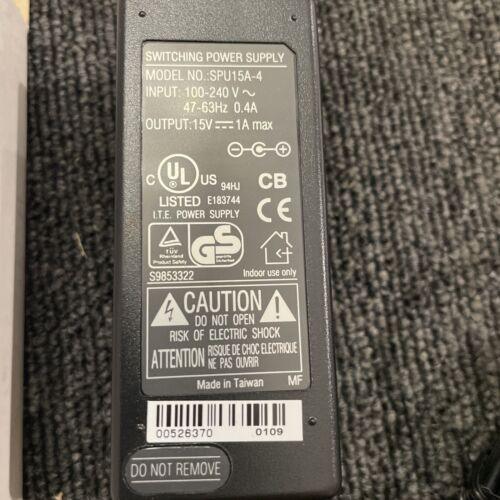 SWITCHING POWER SUPPLY
MODEL NO.:SPU15A-4
INPUT: 100-240 V ~
47-63Hz 0.4A
OUTPUT:15V⎓1A max
C UL US 94HJ CB
LISTED E183744 CE
I.T.E. POWER SUPPLY
TÜV GS
Rheinland
Product Safety
S9853322 Indoor use only
CAUTION
DO NOT OPEN
RISK OF ELECTRIC SHOCK
ATTENTION RISQUE DE CHOC ELECTRIQUE
NE PAS OUVRIR
Made in Taiwan MF
00526370 0109
DO NOT REMOVE